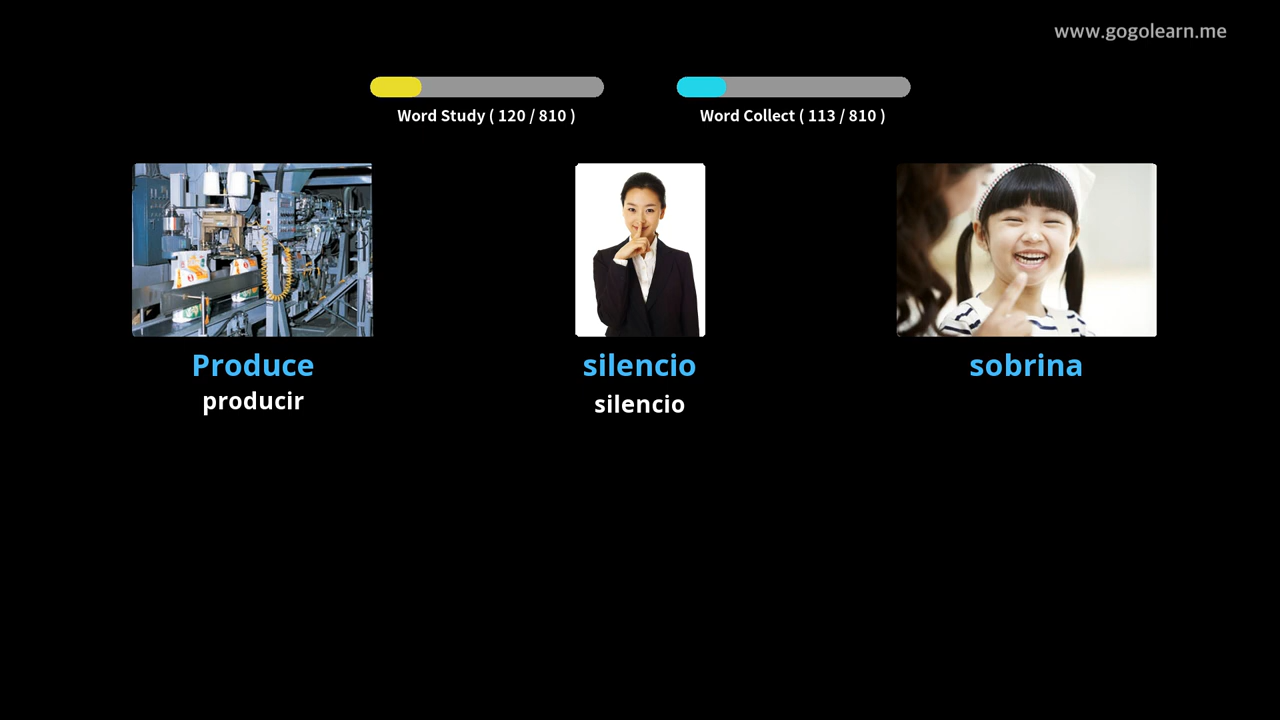 www.gogolearn.me
Word Study ( 120 / 810 )
Word Collect ( 113 / 810 )
Produce
silencio
sobrina
producir
silencio